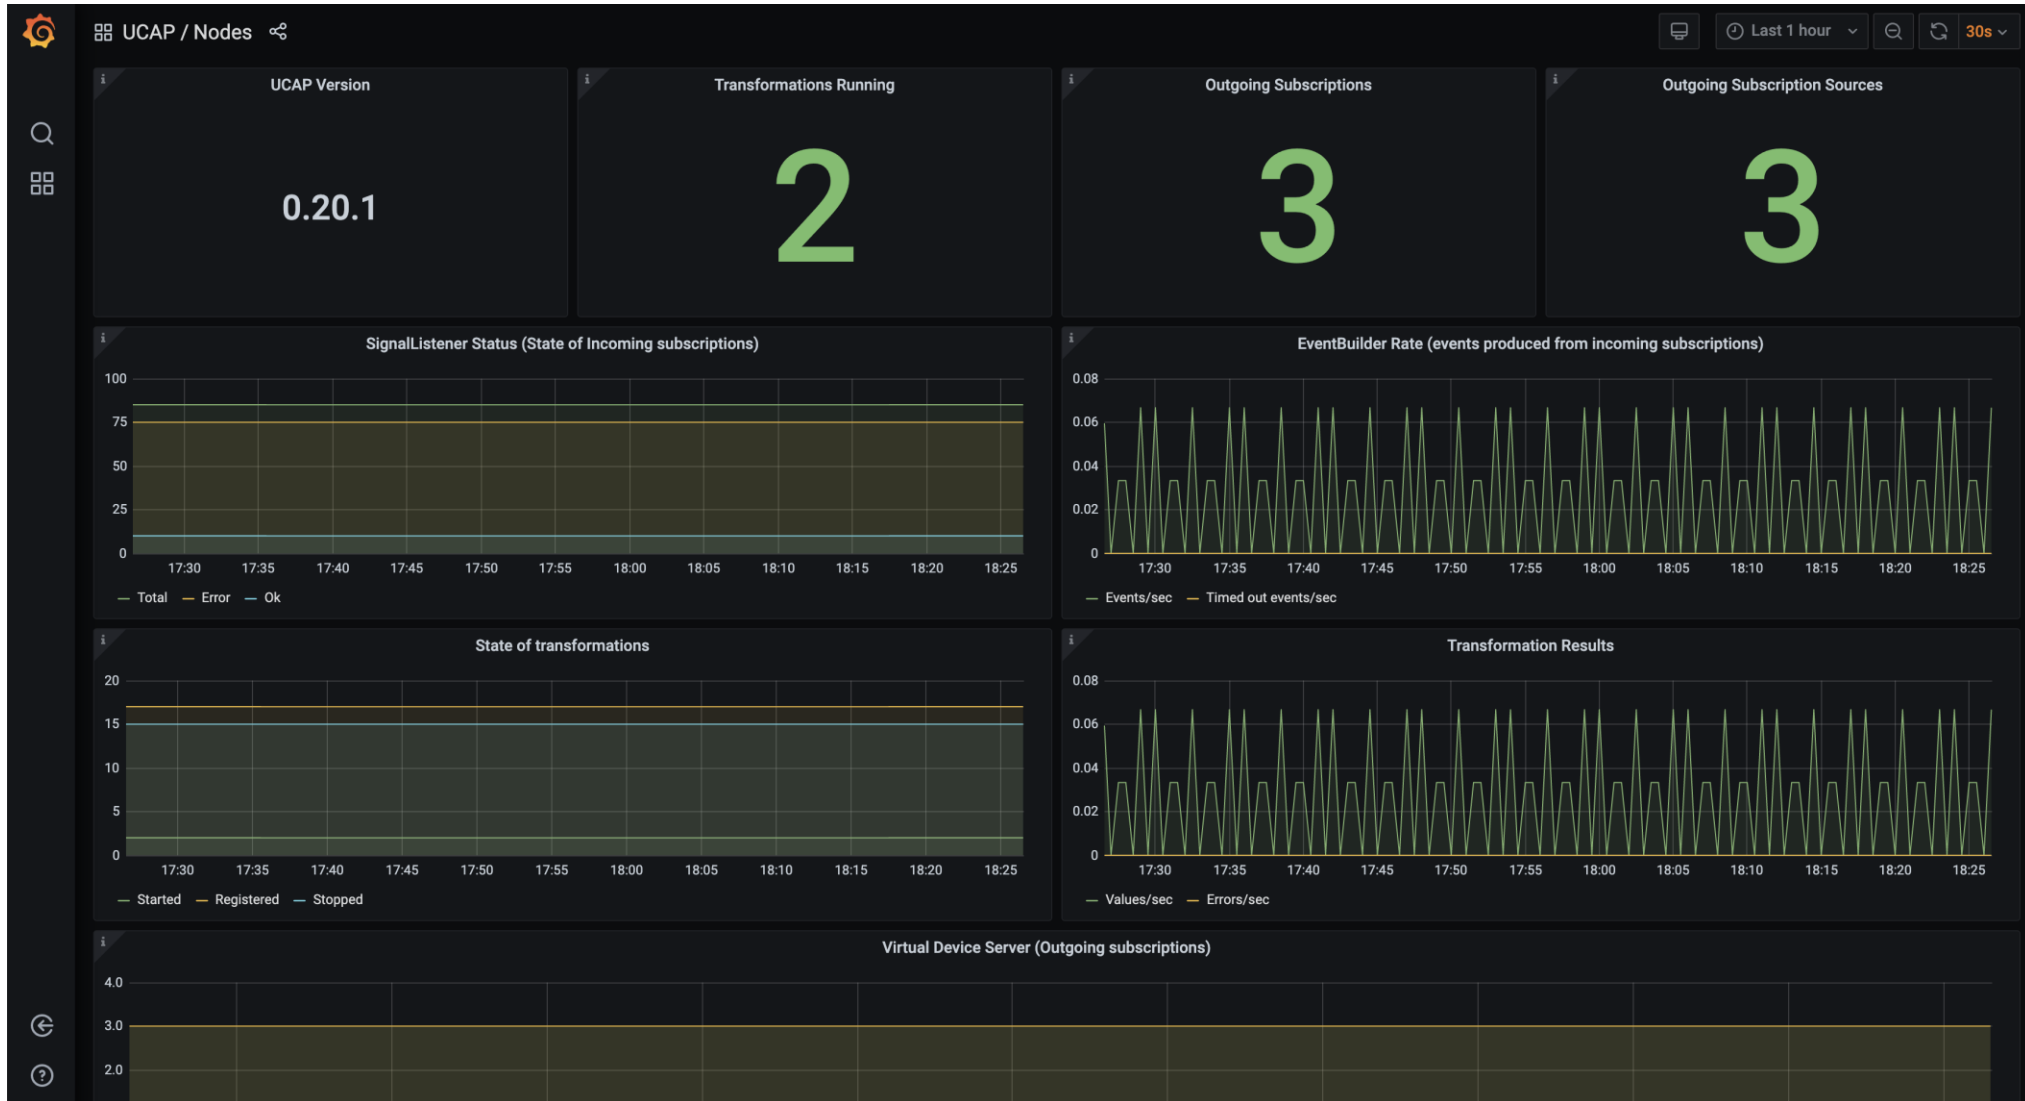 UCAP / Nodes
Last 1 hour
30s
UCAP Version
0.20.1
Transformations Running
2
Outgoing Subscriptions
3
Outgoing Subscription Sources
3
SignalListener Status (State of Incoming subscriptions)
100
75
50
25
0
17:30 17:35 17:40 17:45 17:50 17:55 18:00 18:05 18:10 18:15 18:20 18:25
Total Error Ok
EventBuilder Rate (events produced from incoming subscriptions)
0.08
0.06
0.04
0.02
0
17:30 17:35 17:40 17:45 17:50 17:55 18:00 18:05 18:10 18:15 18:20 18:25
Events/sec Timed out events/sec
State of transformations
20
15
10
5
0
17:30 17:35 17:40 17:45 17:50 17:55 18:00 18:05 18:10 18:15 18:20 18:25
Started Registered Stopped
Transformation Results
0.08
0.06
0.04
0.02
0
17:30 17:35 17:40 17:45 17:50 17:55 18:00 18:05 18:10 18:15 18:20 18:25
Values/sec Errors/sec
Virtual Device Server (Outgoing subscriptions)
4.0
3.0
2.0